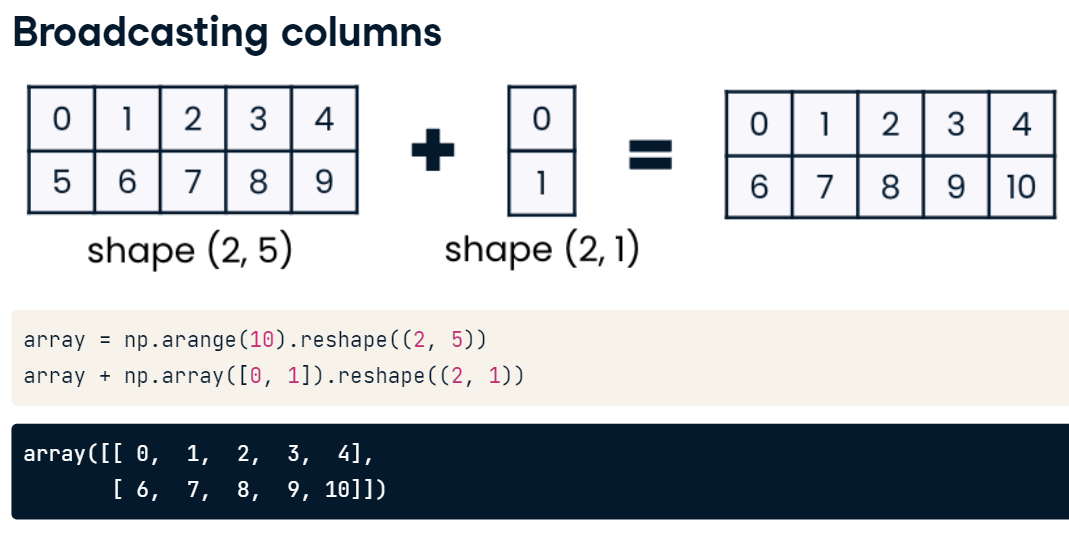 Broadcasting columns
0 1 2 3 4
5 6 7 8 9
shape (2, 5)
+
0
1
shape (2, 1)
=
0 1 2 3 4
6 7 8 9 10
array = np.arange(10).reshape((2, 5))
array + np.array([0, 1]).reshape((2, 1))
array([[ 0,  1,  2,  3,  4],
       [ 6,  7,  8,  9, 10]])